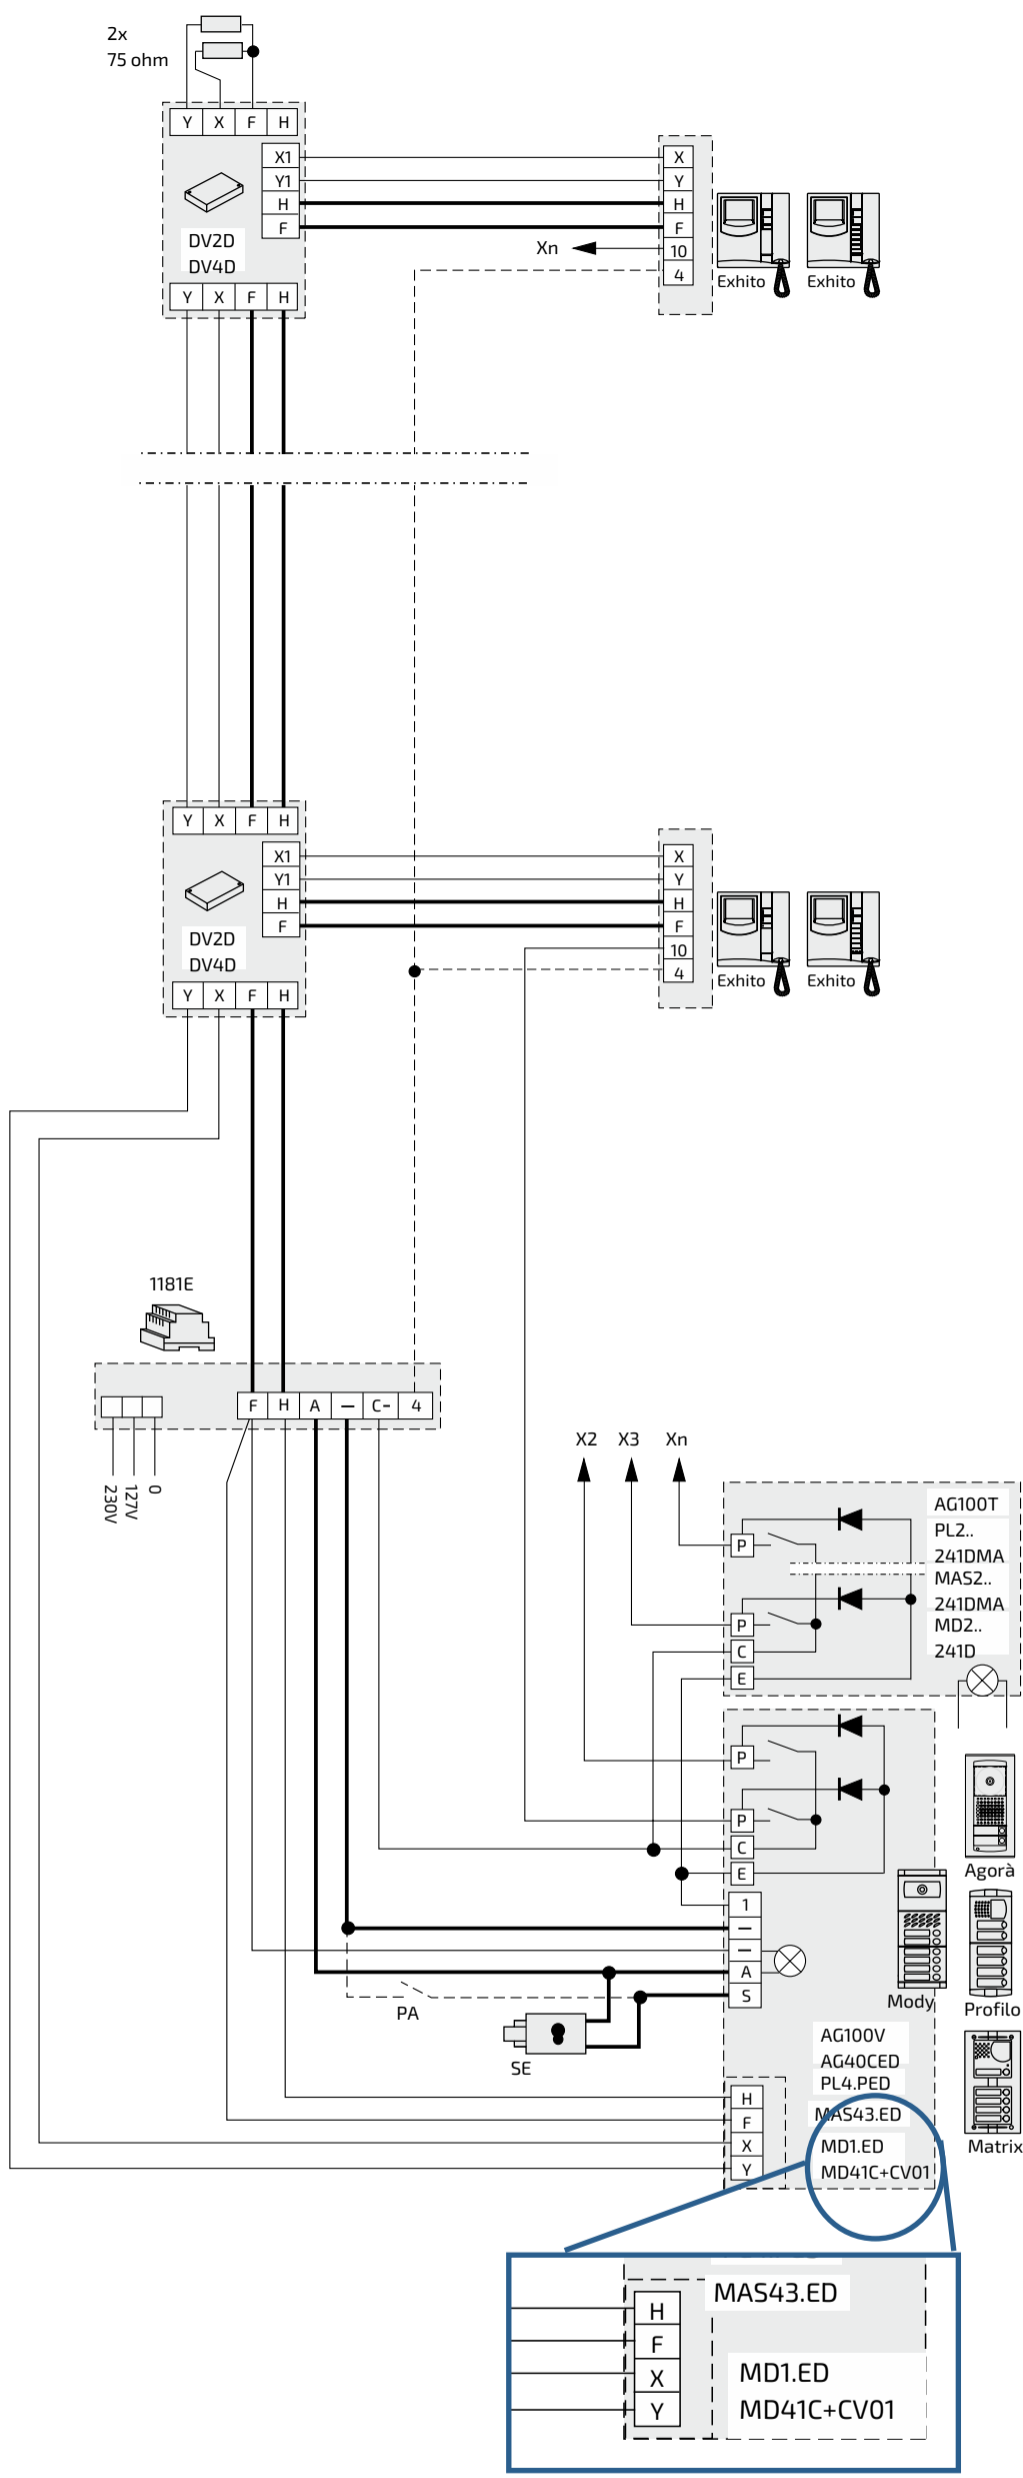 2x
75 ohm
Y X F H
X1
Y1
H
F
DV2D
DV4D
Y X F H
X
Y
H
F
10
4
Xn
Exhito Exhito
Y X F H
X1
Y1
H
F
DV2D
DV4D
Y X F H
X
Y
H
F
10
4
Exhito Exhito
1181E
F H A – C- 4
230V
127V
0
X2 X3 Xn
P
P
C
E
AG100T
PL2..
241DMA
MAS2..
241DMA
MD2..
241D
P
P
C
E
1
–
–
A
S
PA
SE
Agorà
Mody
Profilo
Matrix
AG100V
AG40CED
PL4.PED
MAS43.ED
MD1.ED
MD41C+CV01
H
F
X
Y
MAS43.ED
H
F
X
Y
MD1.ED
MD41C+CV01